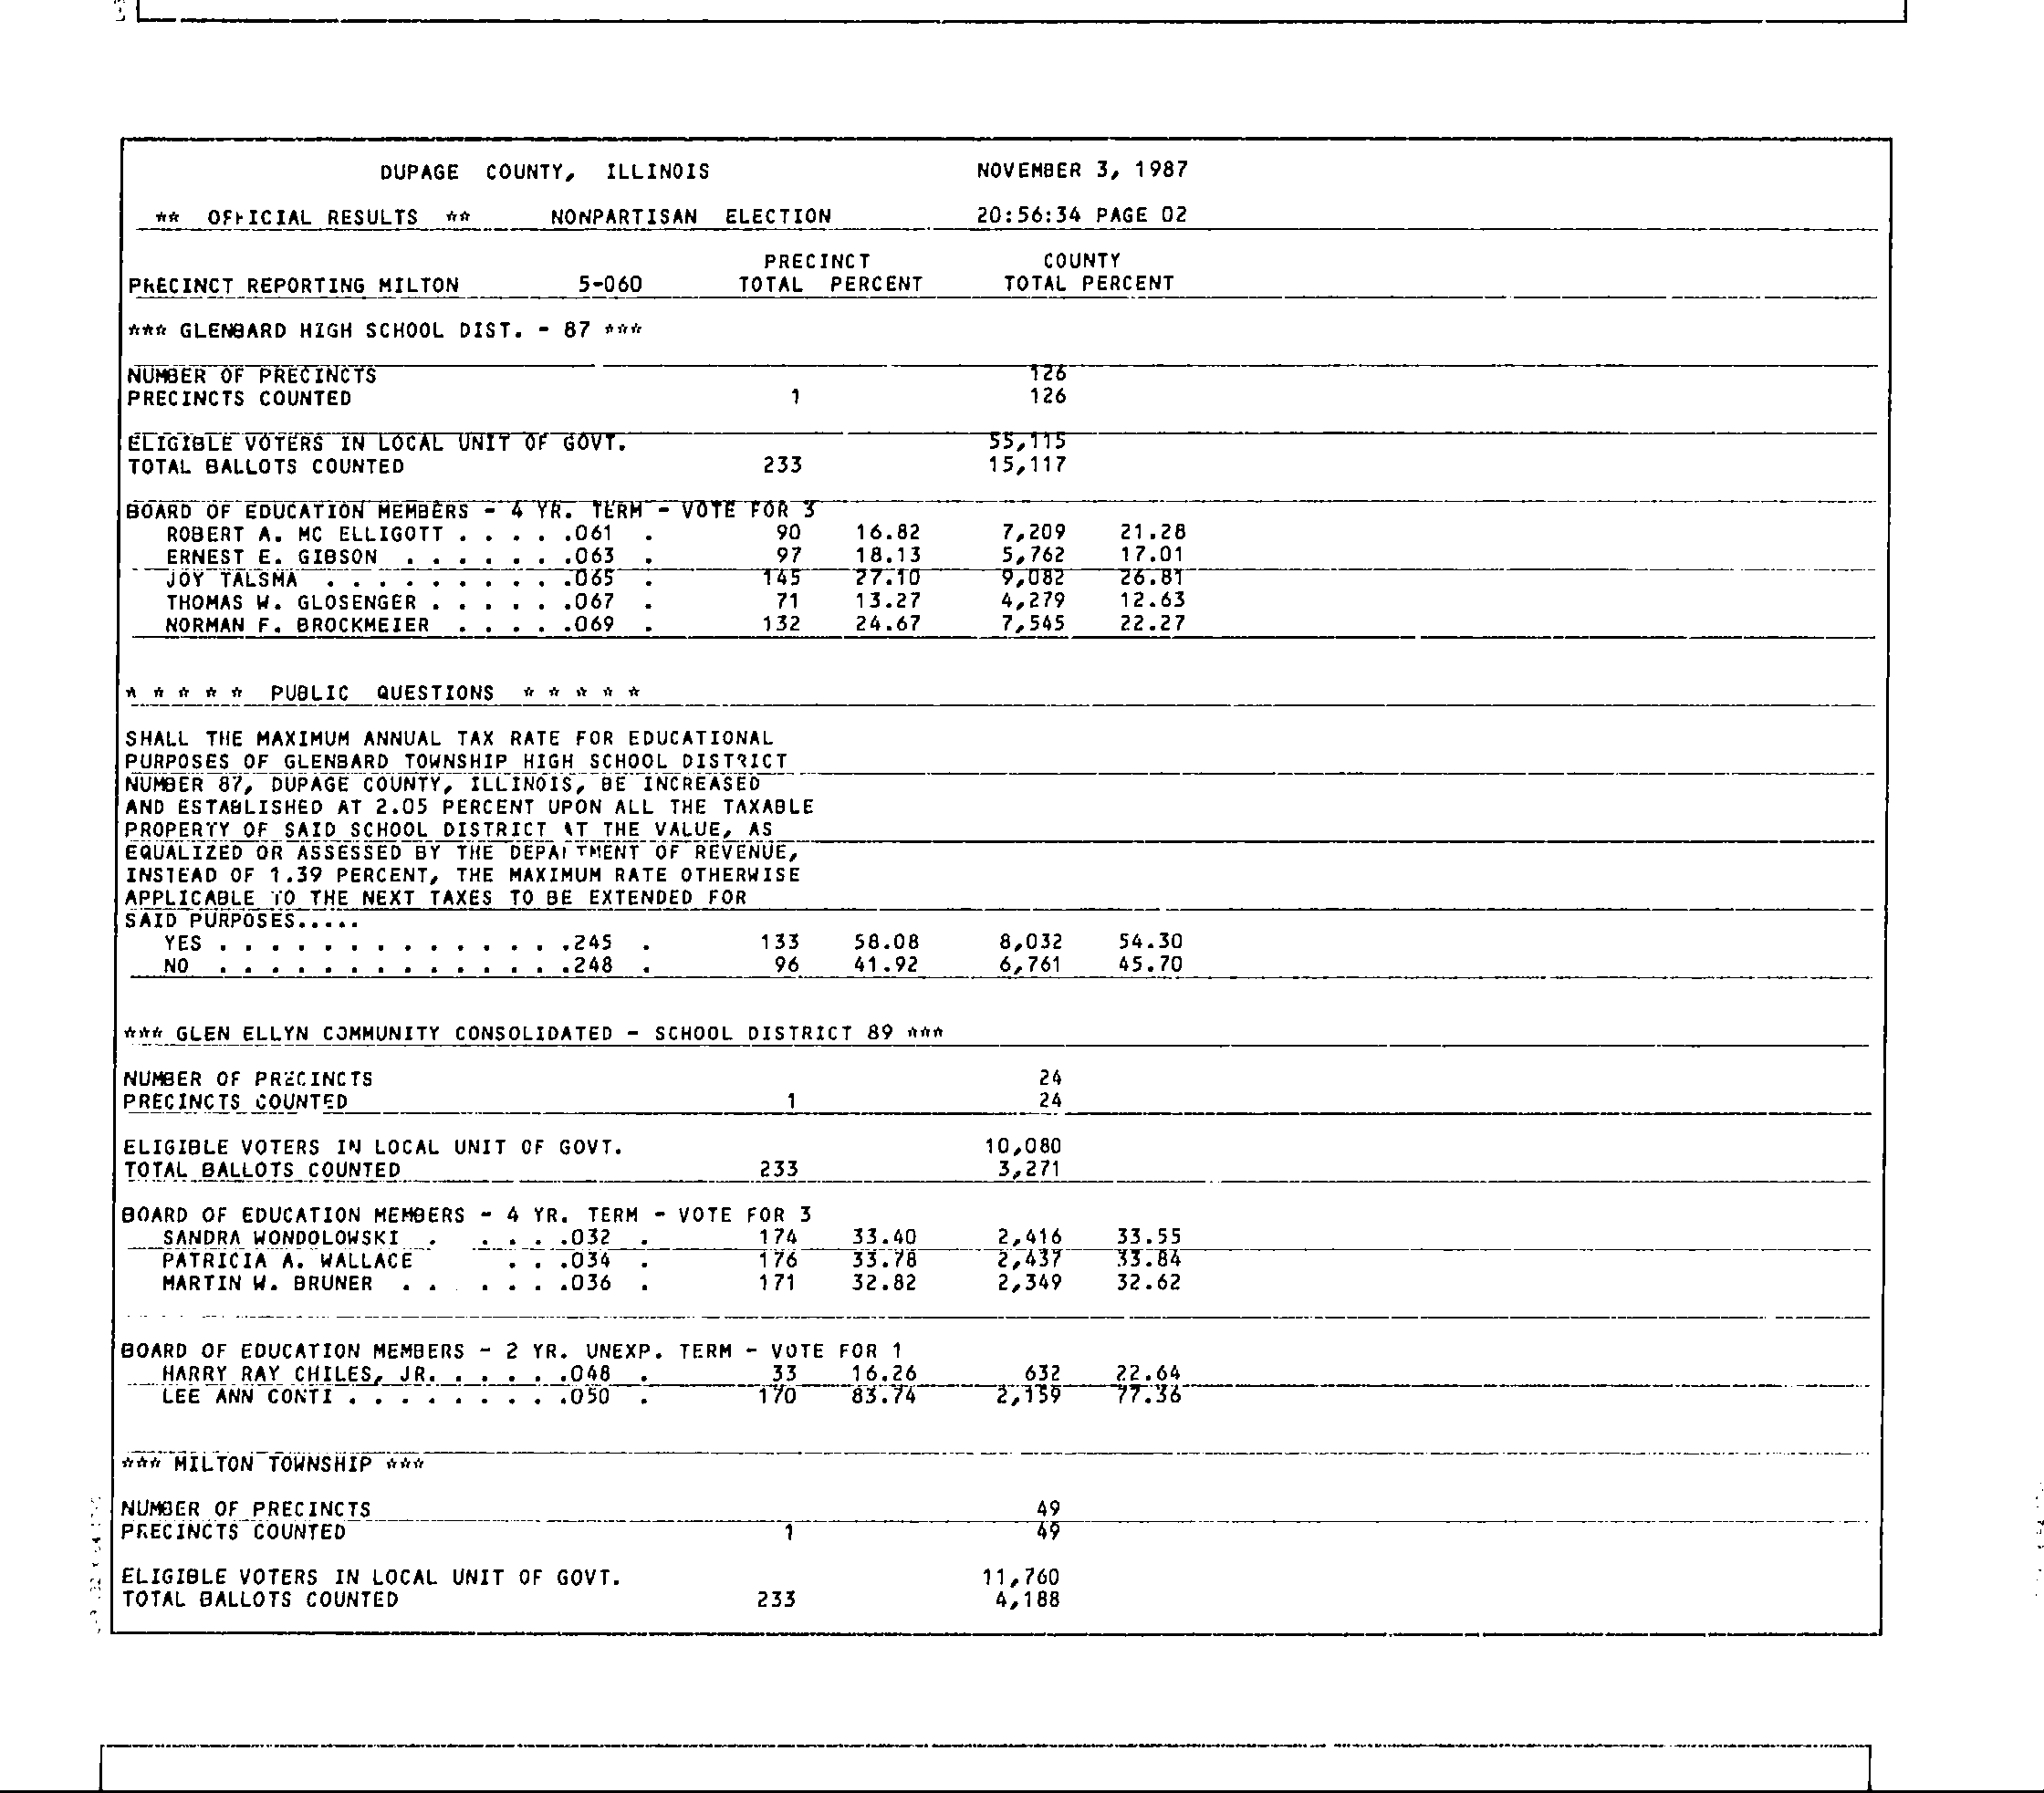 DUPAGE COUNTY, ILLINOIS NOVEMBER 3, 1987
** OFFICIAL RESULTS ** NONPARTISAN ELECTION 20:56:34 PAGE 02
PRECINCT COUNTY
PRECINCT REPORTING MILTON 5-060 TOTAL PERCENT TOTAL PERCENT
*** GLENBARD HIGH SCHOOL DIST. - 87 ***
NUMBER OF PRECINCTS 126
PRECINCTS COUNTED 1 126
ELIGIBLE VOTERS IN LOCAL UNIT OF GOVT. 55,115
TOTAL BALLOTS COUNTED 233 15,117
BOARD OF EDUCATION MEMBERS - 4 YR. TERM - VOTE FOR 3
ROBERT A. MC ELLIGOTT . . . . .061 . 90 16.82 7,209 21.28
ERNEST E. GIBSON . . . . . . .063 . 97 18.13 5,762 17.01
JOY TALSMA . . . . . . . . . .065 . 145 27.10 9,082 26.81
THOMAS W. GLOSENGER . . . . . .067 . 71 13.27 4,279 12.63
NORMAN F. BROCKMEIER . . . . .069 . 132 24.67 7,545 22.27
* * * * * PUBLIC QUESTIONS * * * * *
SHALL THE MAXIMUM ANNUAL TAX RATE FOR EDUCATIONAL
PURPOSES OF GLENBARD TOWNSHIP HIGH SCHOOL DISTRICT
NUMBER 87, DUPAGE COUNTY, ILLINOIS, BE INCREASED
AND ESTABLISHED AT 2.05 PERCENT UPON ALL THE TAXABLE
PROPERTY OF SAID SCHOOL DISTRICT AT THE VALUE, AS
EQUALIZED OR ASSESSED BY THE DEPARTMENT OF REVENUE,
INSTEAD OF 1.39 PERCENT, THE MAXIMUM RATE OTHERWISE
APPLICABLE TO THE NEXT TAXES TO BE EXTENDED FOR
SAID PURPOSES.....
YES . . . . . . . . . . . . . .245 . 133 58.08 8,032 54.30
NO . . . . . . . . . . . . . .248 . 96 41.92 6,761 45.70
*** GLEN ELLYN COMMUNITY CONSOLIDATED - SCHOOL DISTRICT 89 ***
NUMBER OF PRECINCTS 24
PRECINCTS COUNTED 1 24
ELIGIBLE VOTERS IN LOCAL UNIT OF GOVT. 10,080
TOTAL BALLOTS COUNTED 233 3,271
BOARD OF EDUCATION MEMBERS - 4 YR. TERM - VOTE FOR 3
SANDRA WONDOLOWSKI . . . . .032 . 174 33.40 2,416 33.55
PATRICIA A. WALLACE . . .034 . 176 33.78 2,437 33.84
MARTIN W. BRUNER . . . . . .036 . 171 32.82 2,349 32.62
BOARD OF EDUCATION MEMBERS - 2 YR. UNEXP. TERM - VOTE FOR 1
HARRY RAY CHILES, JR. . . . . .048 . 33 16.26 632 22.64
LEE ANN CONTI . . . . . . . . .050 . 170 83.74 2,159 77.36
*** MILTON TOWNSHIP ***
NUMBER OF PRECINCTS 49
PRECINCTS COUNTED 1 49
ELIGIBLE VOTERS IN LOCAL UNIT OF GOVT. 11,760
TOTAL BALLOTS COUNTED 233 4,188